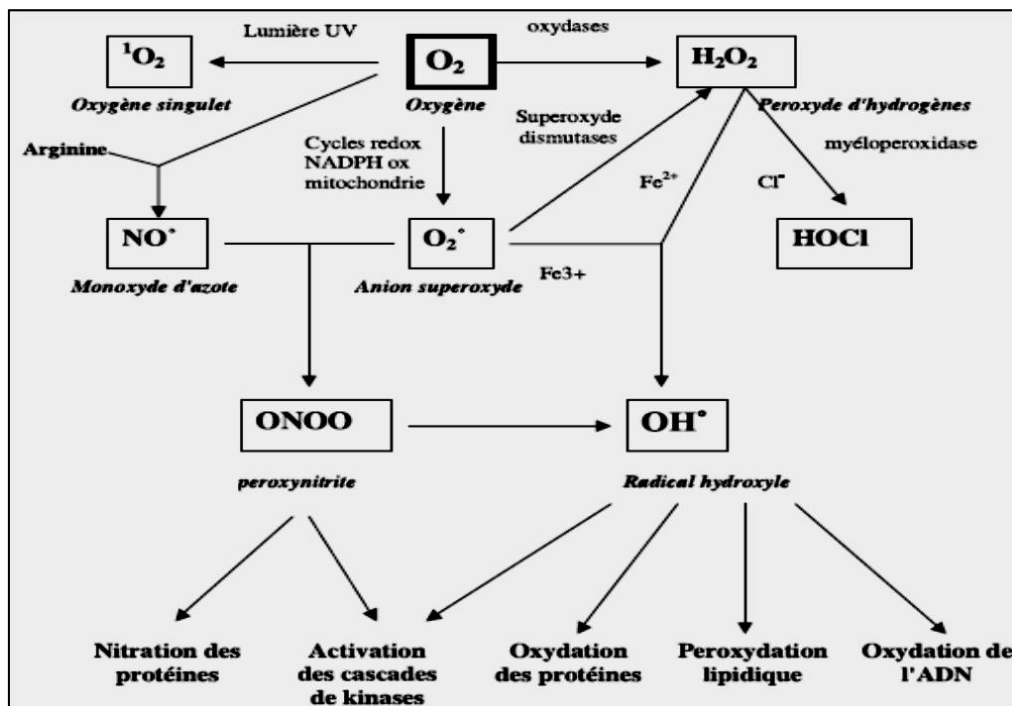 Lumière UV
oxydases
¹O₂
O₂
H₂O₂
Oxygène singulet
Oxygène
Peroxyde d'hydrogènes
Arginine
Cycles redox
NADPH ox
mitochondrie
Superoxyde
dismutases
myéloperoxidase
Fe²⁺
Cl⁻
NO°
O₂°
HOCl
Monoxyde d'azote
Anion superoxyde
Fe3+
ONOO
OH°
peroxynitrite
Radical hydroxyle
Nitration des
protéines
Activation
des cascades
de kinases
Oxydation
des protéines
Peroxydation
lipidique
Oxydation de
l'ADN